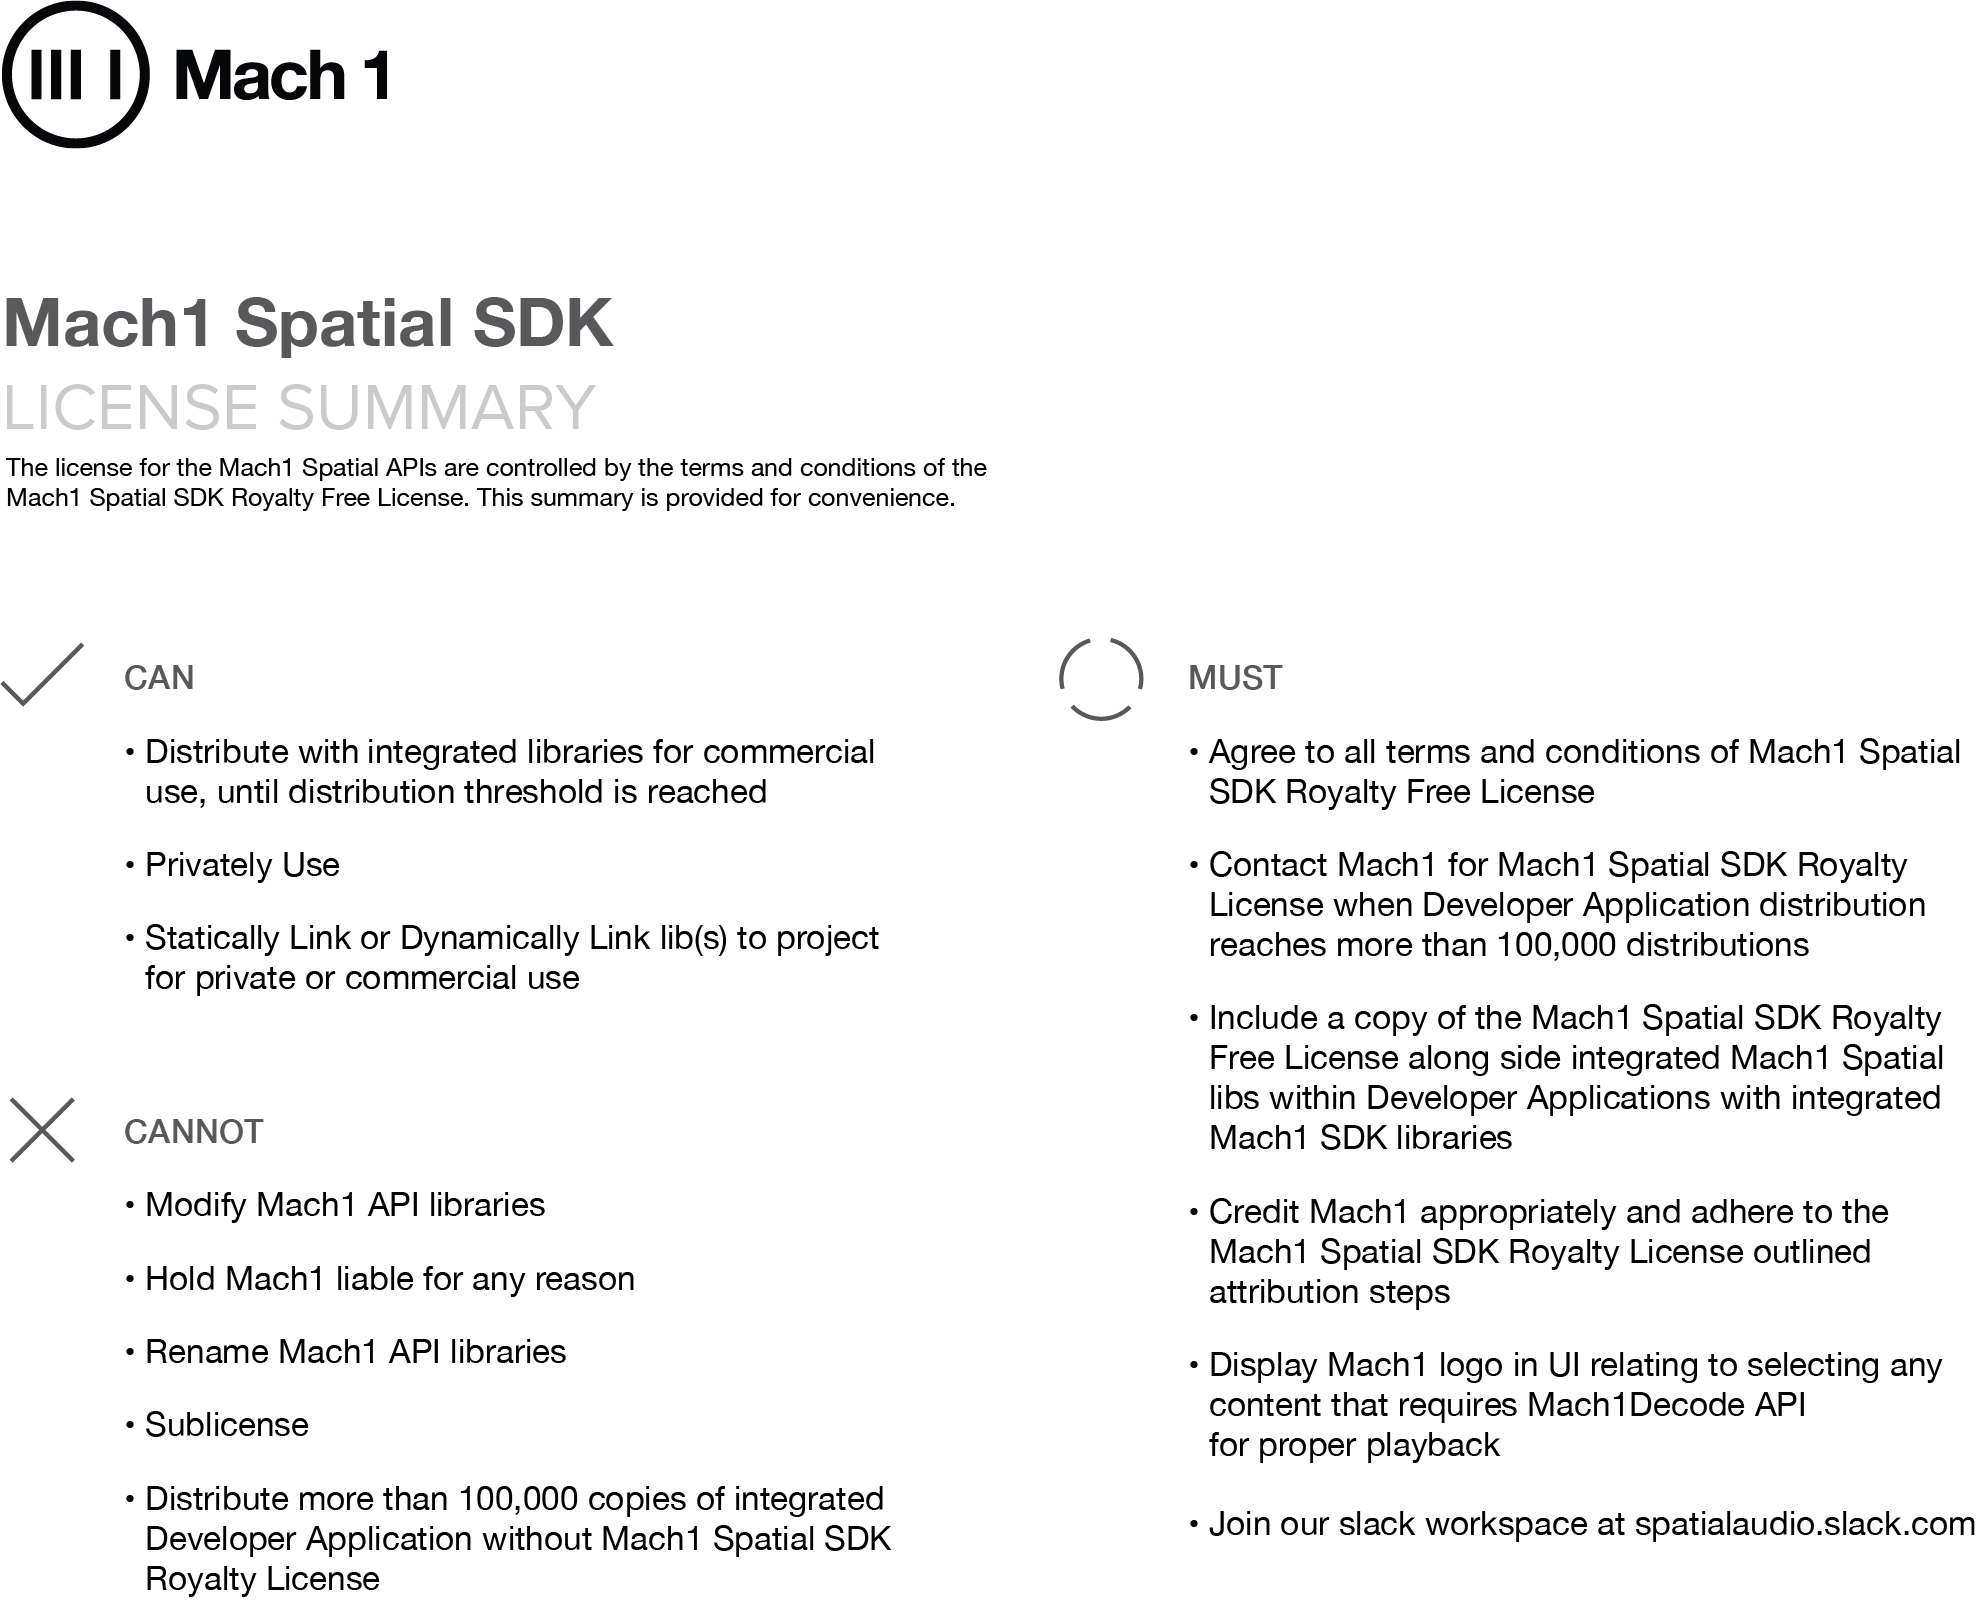 Mach 1
Mach1 Spatial SDK
LICENSE SUMMARY
The license for the Mach1 Spatial APIs are controlled by the terms and conditions of the
Mach1 Spatial SDK Royalty Free License. This summary is provided for convenience.
CAN
• Distribute with integrated libraries for commercial
use, until distribution threshold is reached
• Privately Use
• Statically Link or Dynamically Link lib(s) to project
for private or commercial use
CANNOT
• Modify Mach1 API libraries
• Hold Mach1 liable for any reason
• Rename Mach1 API libraries
• Sublicense
• Distribute more than 100,000 copies of integrated
Developer Application without Mach1 Spatial SDK
Royalty License
MUST
• Agree to all terms and conditions of Mach1 Spatial
SDK Royalty Free License
• Contact Mach1 for Mach1 Spatial SDK Royalty
License when Developer Application distribution
reaches more than 100,000 distributions
• Include a copy of the Mach1 Spatial SDK Royalty
Free License along side integrated Mach1 Spatial
libs within Developer Applications with integrated
Mach1 SDK libraries
• Credit Mach1 appropriately and adhere to the
Mach1 Spatial SDK Royalty License outlined
attribution steps
• Display Mach1 logo in UI relating to selecting any
content that requires Mach1Decode API
for proper playback
• Join our slack workspace at spatialaudio.slack.com